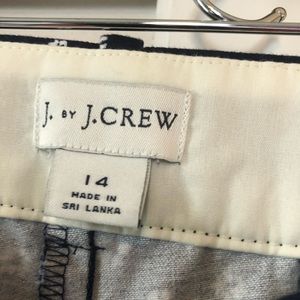 J. BY J.CREW
14
MADE IN
SRI LANKA